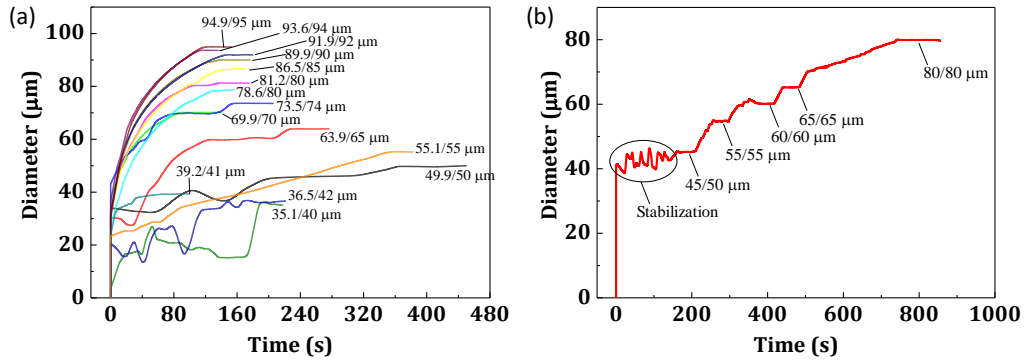 (a)
94.9/95 μm
93.6/94 μm
91.9/92 μm
89.9/90 μm
86.5/85 μm
81.2/80 μm
78.6/80 μm
73.5/74 μm
69.9/70 μm
63.9/65 μm
55.1/55 μm
49.9/50 μm
39.2/41 μm
36.5/42 μm
35.1/40 μm
100
80
60
40
20
0
Diameter (μm)
0 80 160 240 320 400 480
Time (s)
(b)
80/80 μm
65/65 μm
60/60 μm
55/55 μm
45/50 μm
Stabilization
80
60
40
20
0
Diameter (μm)
0 200 400 600 800 1000
Time (s)